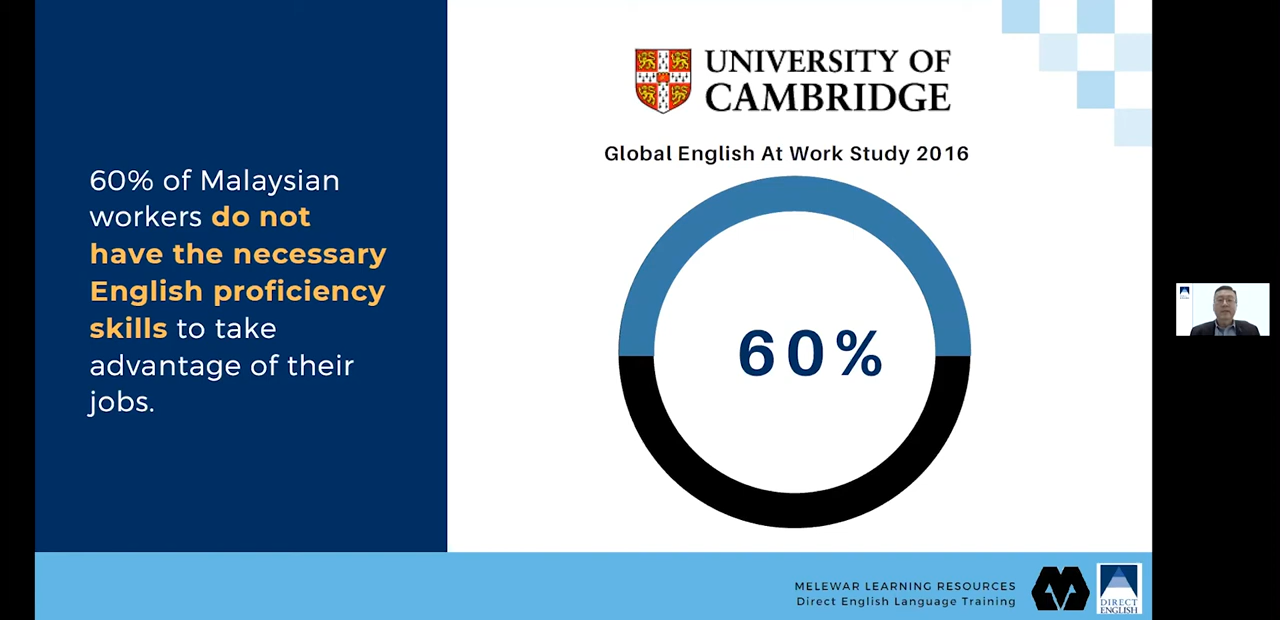 60% of Malaysian
workers do not
have the necessary
English proficiency
skills to take
advantage of their
jobs.
UNIVERSITY OF
CAMBRIDGE
Global English At Work Study 2016
60%
MELEWAR LEARNING RESOURCES
Direct English Language Training
DIRECT
ENGLISH